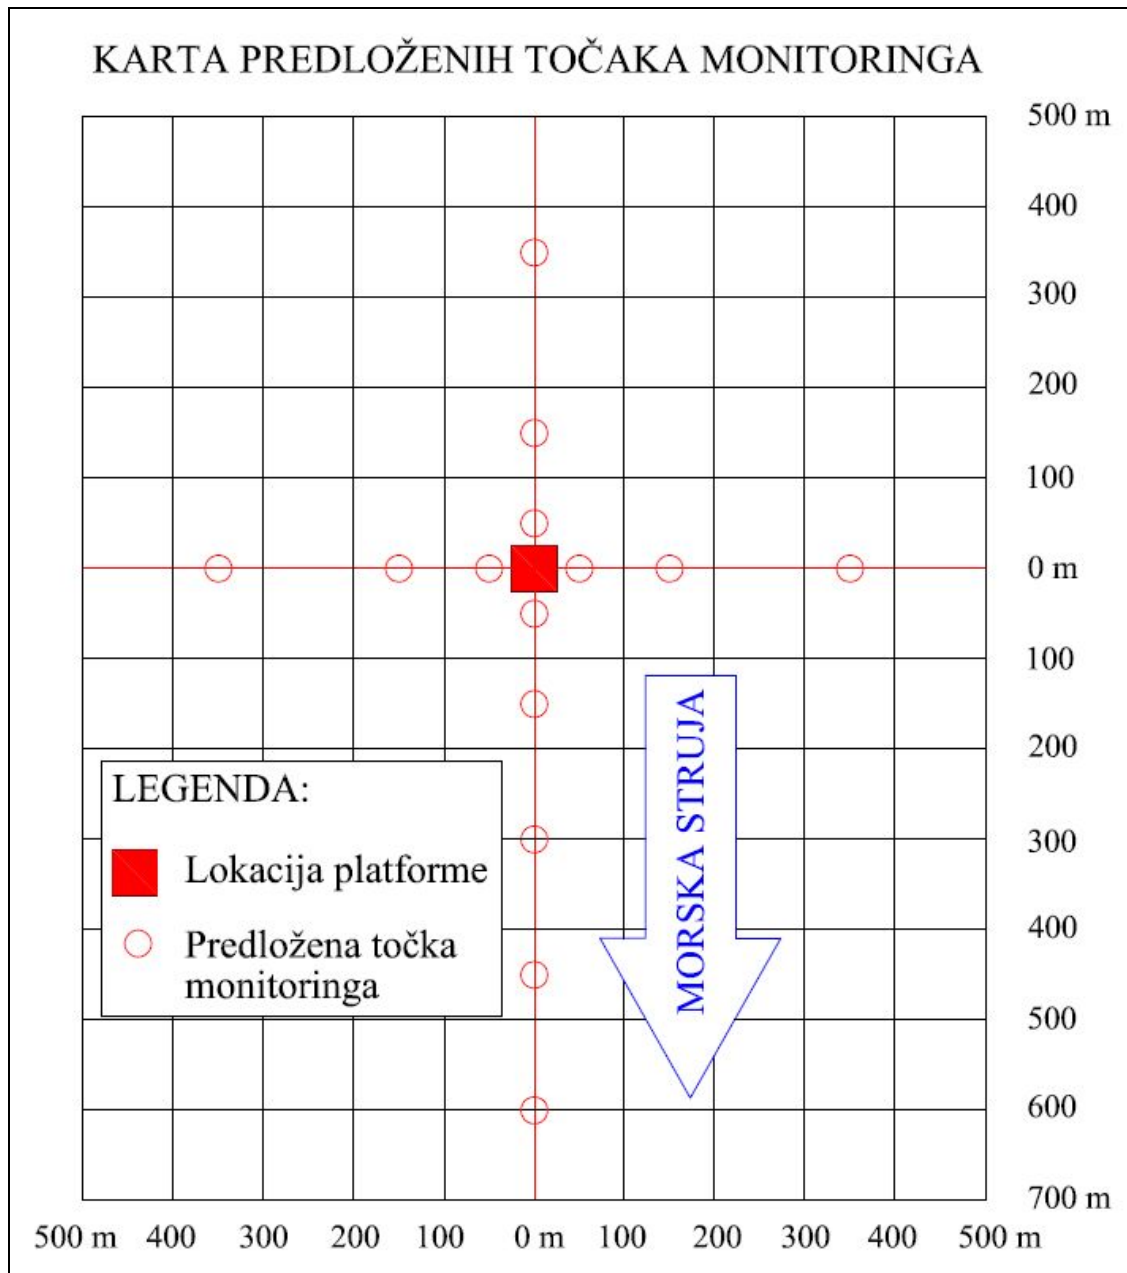 KARTA PREDLOŽENIH TOČAKA MONITORINGA
500 m
400
300
200
100
0 m
100
200
300
400
500
600
700 m
MORSKA STRUJA
LEGENDA:
Lokacija platforme
Predložena točka
monitoringa
500 m 400 300 200 100 0 m 100 200 300 400 500 m